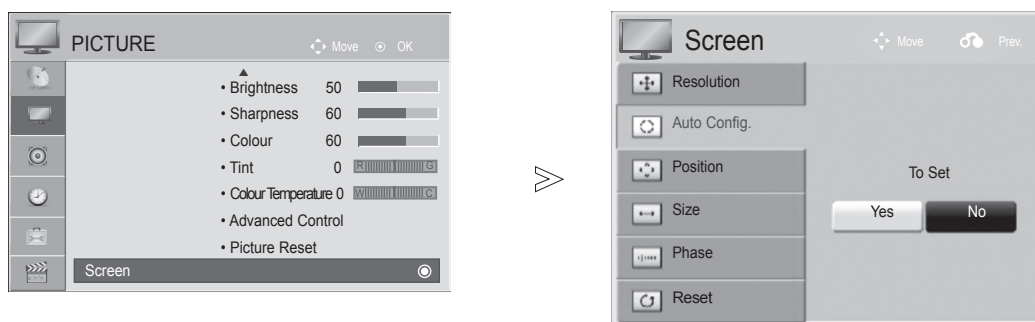 PICTURE
Move OK
• Brightness 50
• Sharpness 60
• Colour 60
• Tint 0 R G
• Colour Temperature 0 W C
• Advanced Control
• Picture Reset
Screen
Screen
Move Prev.
Resolution
Auto Config.
Position
Size
Phase
Reset
To Set
Yes No